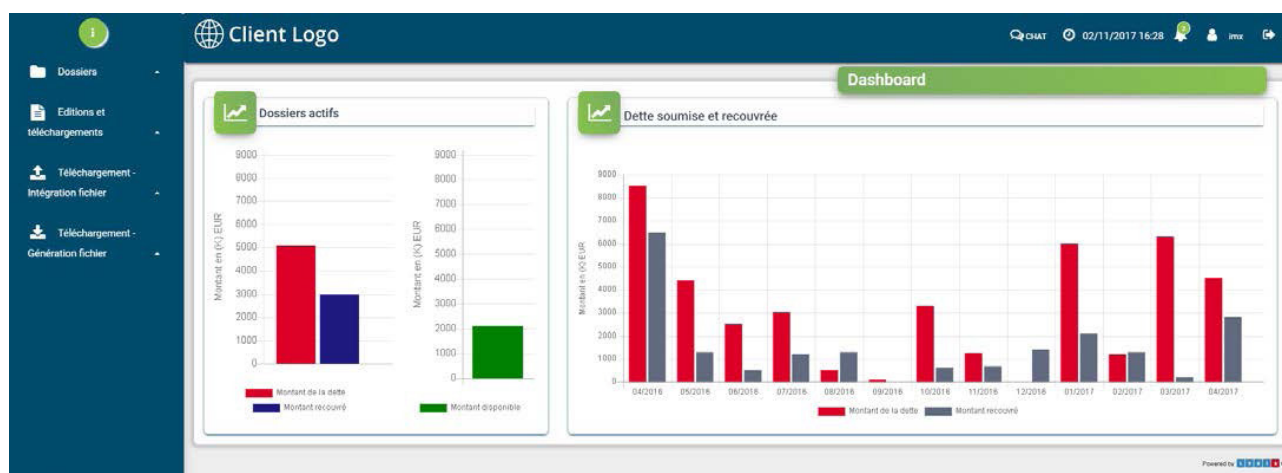 i
Client Logo
CHAT
02/11/2017 16:28
2
imx
Dossiers
Editions et
téléchargements
Téléchargement -
Intégration fichier
Téléchargement -
Génération fichier
Dashboard
Dossiers actifs
9000
8000
7000
6000
5000
4000
3000
2000
1000
0
Montant en (K) EUR
Montant de la dette
Montant recouvré
9000
8000
7000
6000
5000
4000
3000
2000
1000
0
Montant en (K) EUR
Montant disponible
Dette soumise et recouvrée
9000
8000
7000
6000
5000
4000
3000
2000
1000
0
Montant en (K) EUR
04/2016 05/2016 06/2016 07/2016 08/2016 09/2016 10/2016 11/2016 12/2016 01/2017 02/2017 03/2017 04/2017
Montant de la dette Montant recouvré
Powered by